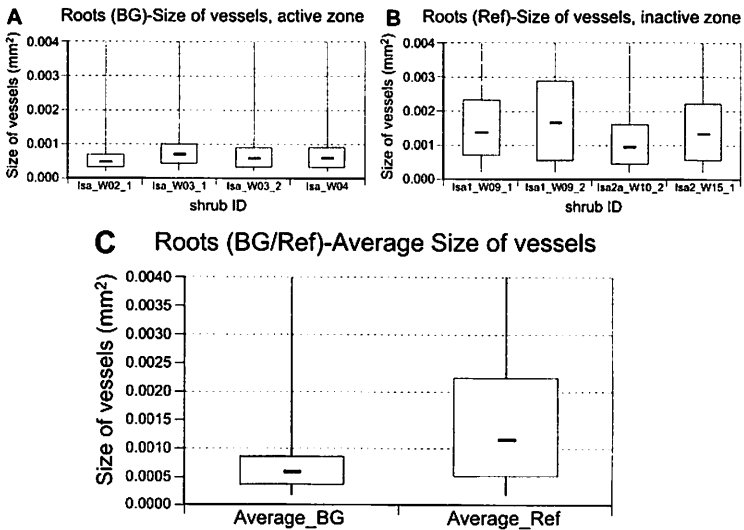 A Roots (BG)-Size of vessels, active zone
Size of vessels (mm²)
0.004
0.003
0.002
0.001
0.000
Isa_W02_1 Isa_W03_1 Isa_W03_2 Isa_W04
shrub ID
B Roots (Ref)-Size of vessels, inactive zone
Size of vessels (mm²)
0.004
0.003
0.002
0.001
0.000
Isa1_W09_1 Isa1_W09_2 Isa2a_W10_2 Isa2_W15_1
shrub ID
C Roots (BG/Ref)-Average Size of vessels
Size of vessels (mm²)
0.0040
0.0035
0.0030
0.0025
0.0020
0.0015
0.0010
0.0005
0.0000
Average_BG Average_Ref